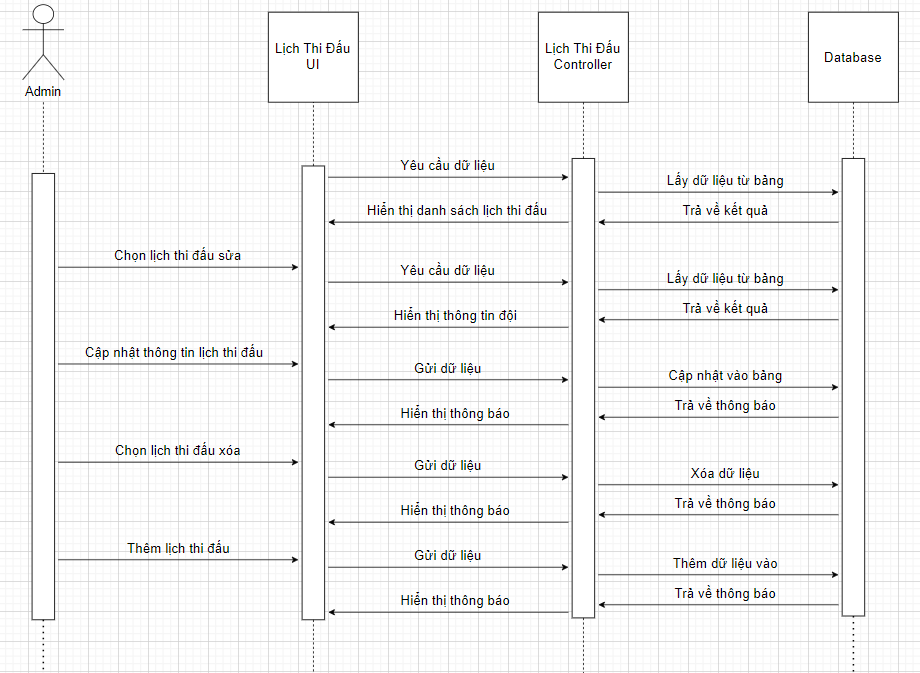 Admin
Lịch Thi Đấu
UI
Lịch Thi Đấu
Controller
Database
Yêu cầu dữ liệu
Lấy dữ liệu từ bảng
Hiển thị danh sách lịch thi đấu
Trả về kết quả
Chọn lịch thi đấu sửa
Yêu cầu dữ liệu
Lấy dữ liệu từ bảng
Hiển thị thông tin đội
Trả về kết quả
Cập nhật thông tin lịch thi đấu
Gửi dữ liệu
Cập nhật vào bảng
Hiển thị thông báo
Trả về thông báo
Chọn lịch thi đấu xóa
Gửi dữ liệu
Xóa dữ liệu
Hiển thị thông báo
Trả về thông báo
Thêm lịch thi đấu
Gửi dữ liệu
Thêm dữ liệu vào
Hiển thị thông báo
Trả về thông báo